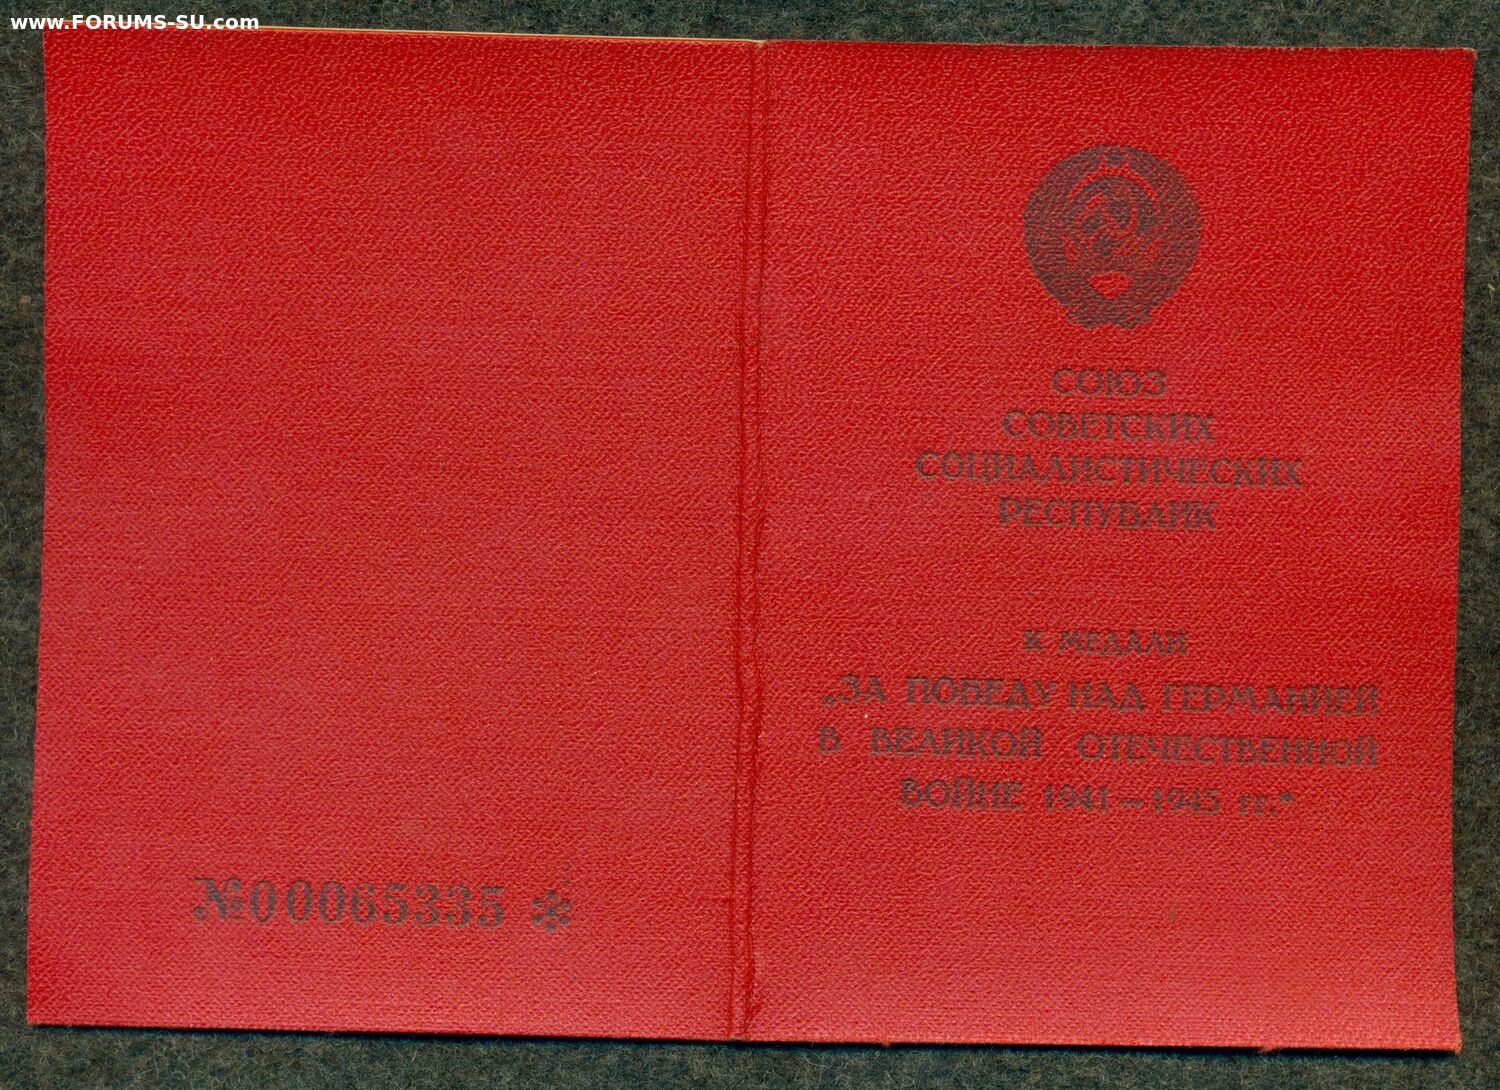 www.FORUMS-SU.com
СОЮЗ
СОВЕТСКИХ
СОЦИАЛИСТИЧЕСКИХ
РЕСПУБЛИК
К МЕДАЛИ
„ЗА ПОБЕДУ НАД ГЕРМАНИЕЙ
В ВЕЛИКОЙ ОТЕЧЕСТВЕННОЙ
ВОЙНЕ 1941—1945 гг.“
№00065335 *